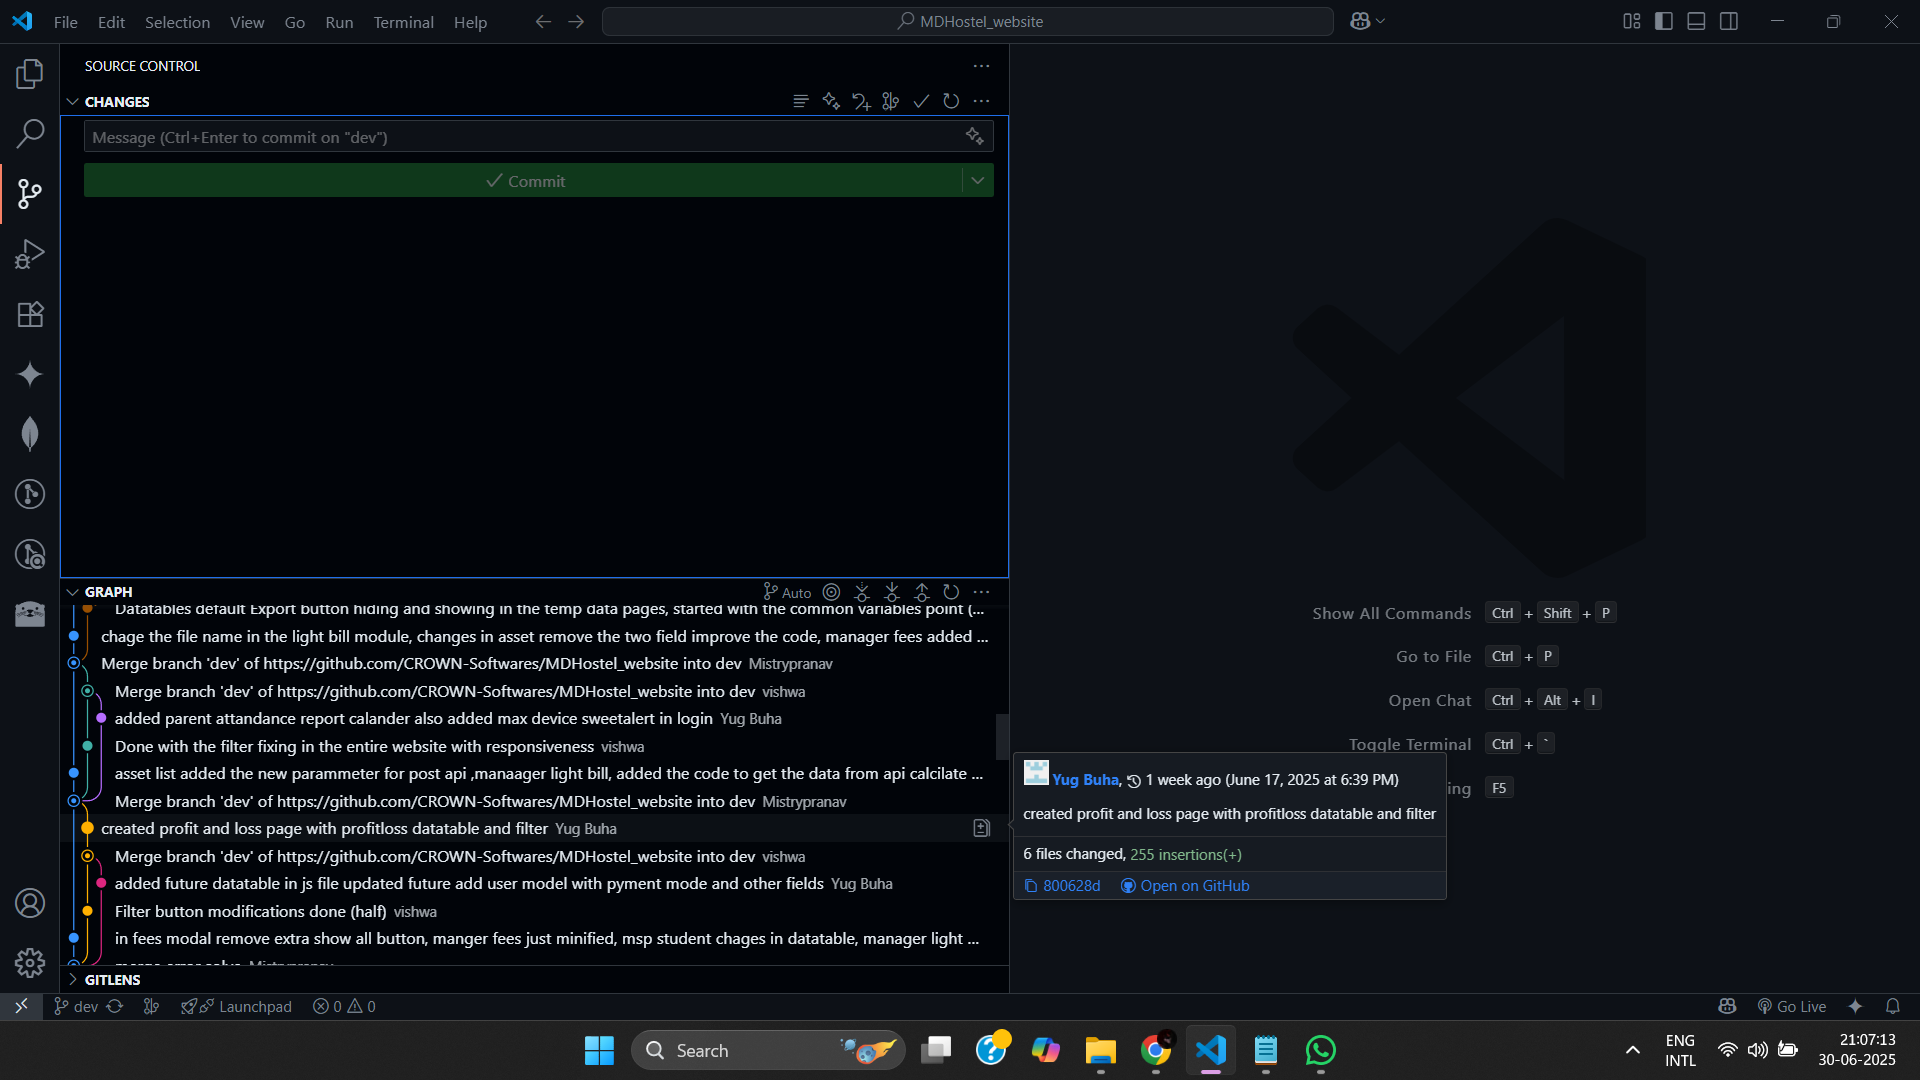 File Edit Selection View Go Run Terminal Help
MDHostel_website
SOURCE CONTROL
CHANGES
Message (Ctrl+Enter to commit on "dev")
Commit
Show All Commands Ctrl + Shift + P
Go to File Ctrl + P
Open Chat Ctrl + Alt + I
Toggle Terminal Ctrl + `
ing F5
GRAPH
Auto
Datatables default Export button hiding and showing in the temp data pages, started with the common variables point (...
chage the file name in the light bill module, changes in asset remove the two field improve the code, manager fees added ...
Merge branch 'dev' of https://github.com/CROWN-Softwares/MDHostel_website into dev Mistrypranav
Merge branch 'dev' of https://github.com/CROWN-Softwares/MDHostel_website into dev vishwa
added parent attandance report calander also added max device sweetalert in login Yug Buha
Done with the filter fixing in the entire website with responsiveness vishwa
asset list added the new parammeter for post api ,manaager light bill, added the code to get the data from api calcilate ...
Merge branch 'dev' of https://github.com/CROWN-Softwares/MDHostel_website into dev Mistrypranav
created profit and loss page with profitloss datatable and filter Yug Buha
Merge branch 'dev' of https://github.com/CROWN-Softwares/MDHostel_website into dev vishwa
added future datatable in js file updated future add user model with pyment mode and other fields Yug Buha
Filter button modifications done (half) vishwa
in fees modal remove extra show all button, manger fees just minified, msp student chages in datatable, manager light ...
merge error solve Mistrypranav
Yug Buha, 1 week ago (June 17, 2025 at 6:39 PM)
created profit and loss page with profitloss datatable and filter
6 files changed, 255 insertions(+)
800628d Open on GitHub
GITLENS
dev Launchpad 0 0
Go Live
Search
ENG
INTL
21:07:13
30-06-2025